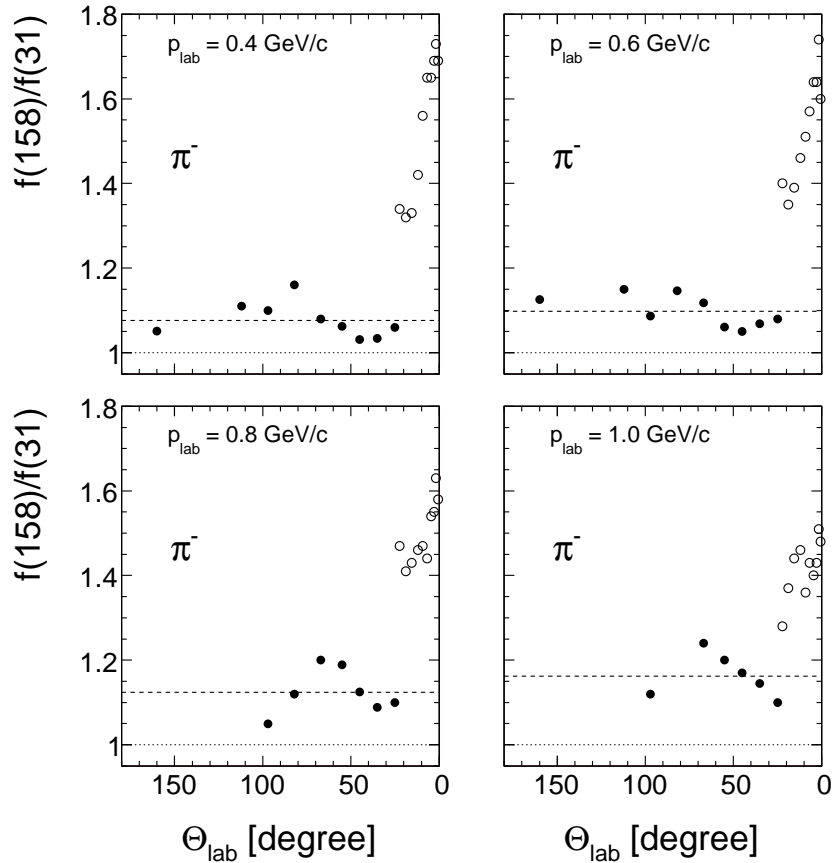 p_lab = 0.4 GeV/c
π⁻
f(158)/f(31)
1.8
1.6
1.4
1.2
1
p_lab = 0.6 GeV/c
π⁻
p_lab = 0.8 GeV/c
π⁻
f(158)/f(31)
1.8
1.6
1.4
1.2
1
150 100 50 0
Θ_lab [degree]
p_lab = 1.0 GeV/c
π⁻
150 100 50 0
Θ_lab [degree]